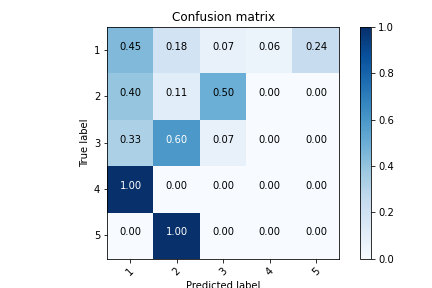 Confusion matrix
1.0
1 0.45 0.18 0.07 0.06 0.24
0.8
2 0.40 0.11 0.50 0.00 0.00
True label
0.6
3 0.33 0.60 0.07 0.00 0.00
0.4
4 1.00 0.00 0.00 0.00 0.00
0.2
5 0.00 1.00 0.00 0.00 0.00
0.0
1 2 3 4 5
Predicted label